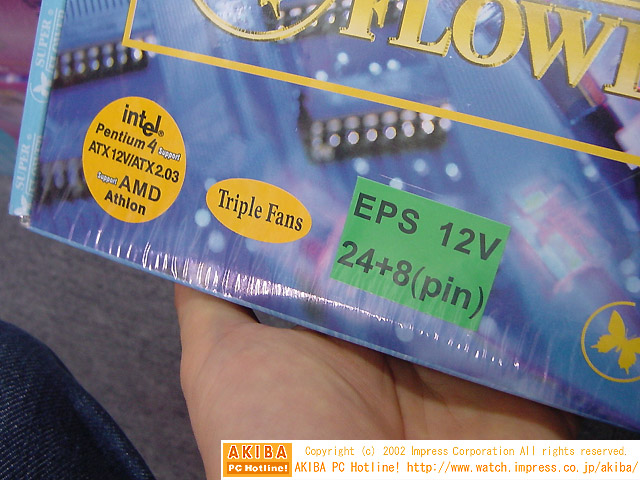 FLOW
SUPER
SUPER
intel®
Pentium 4 Support
ATX 12V/ATX 2.03
Support AMD
Athlon
Triple Fans
EPS 12V
24+8(pin)
AKIBA
PC Hotline!
Copyright (c) 2002 Impress Corporation All rights reserved.
AKIBA PC Hotline! http://www.watch.impress.co.jp/akiba/